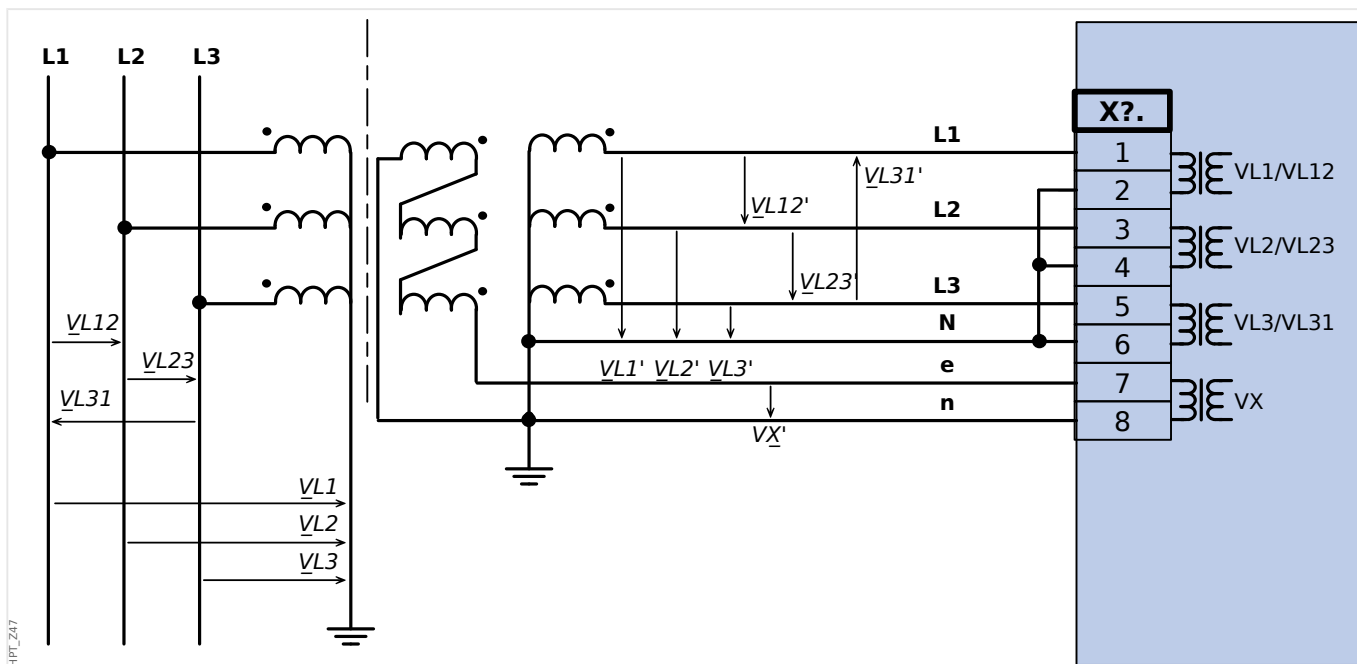 L1 L2 L3
X?.
L1
1
VL1/VL12
VL31'
2
VL12'
L2
3
VL2/VL23
4
VL23'
L3
5
VL3/VL31
N
6
VL12
VL23
VL1' VL2' VL3'
e
7
VL31
VX
n
8
VX'
VL1
VL2
VL3
HPT_Z47